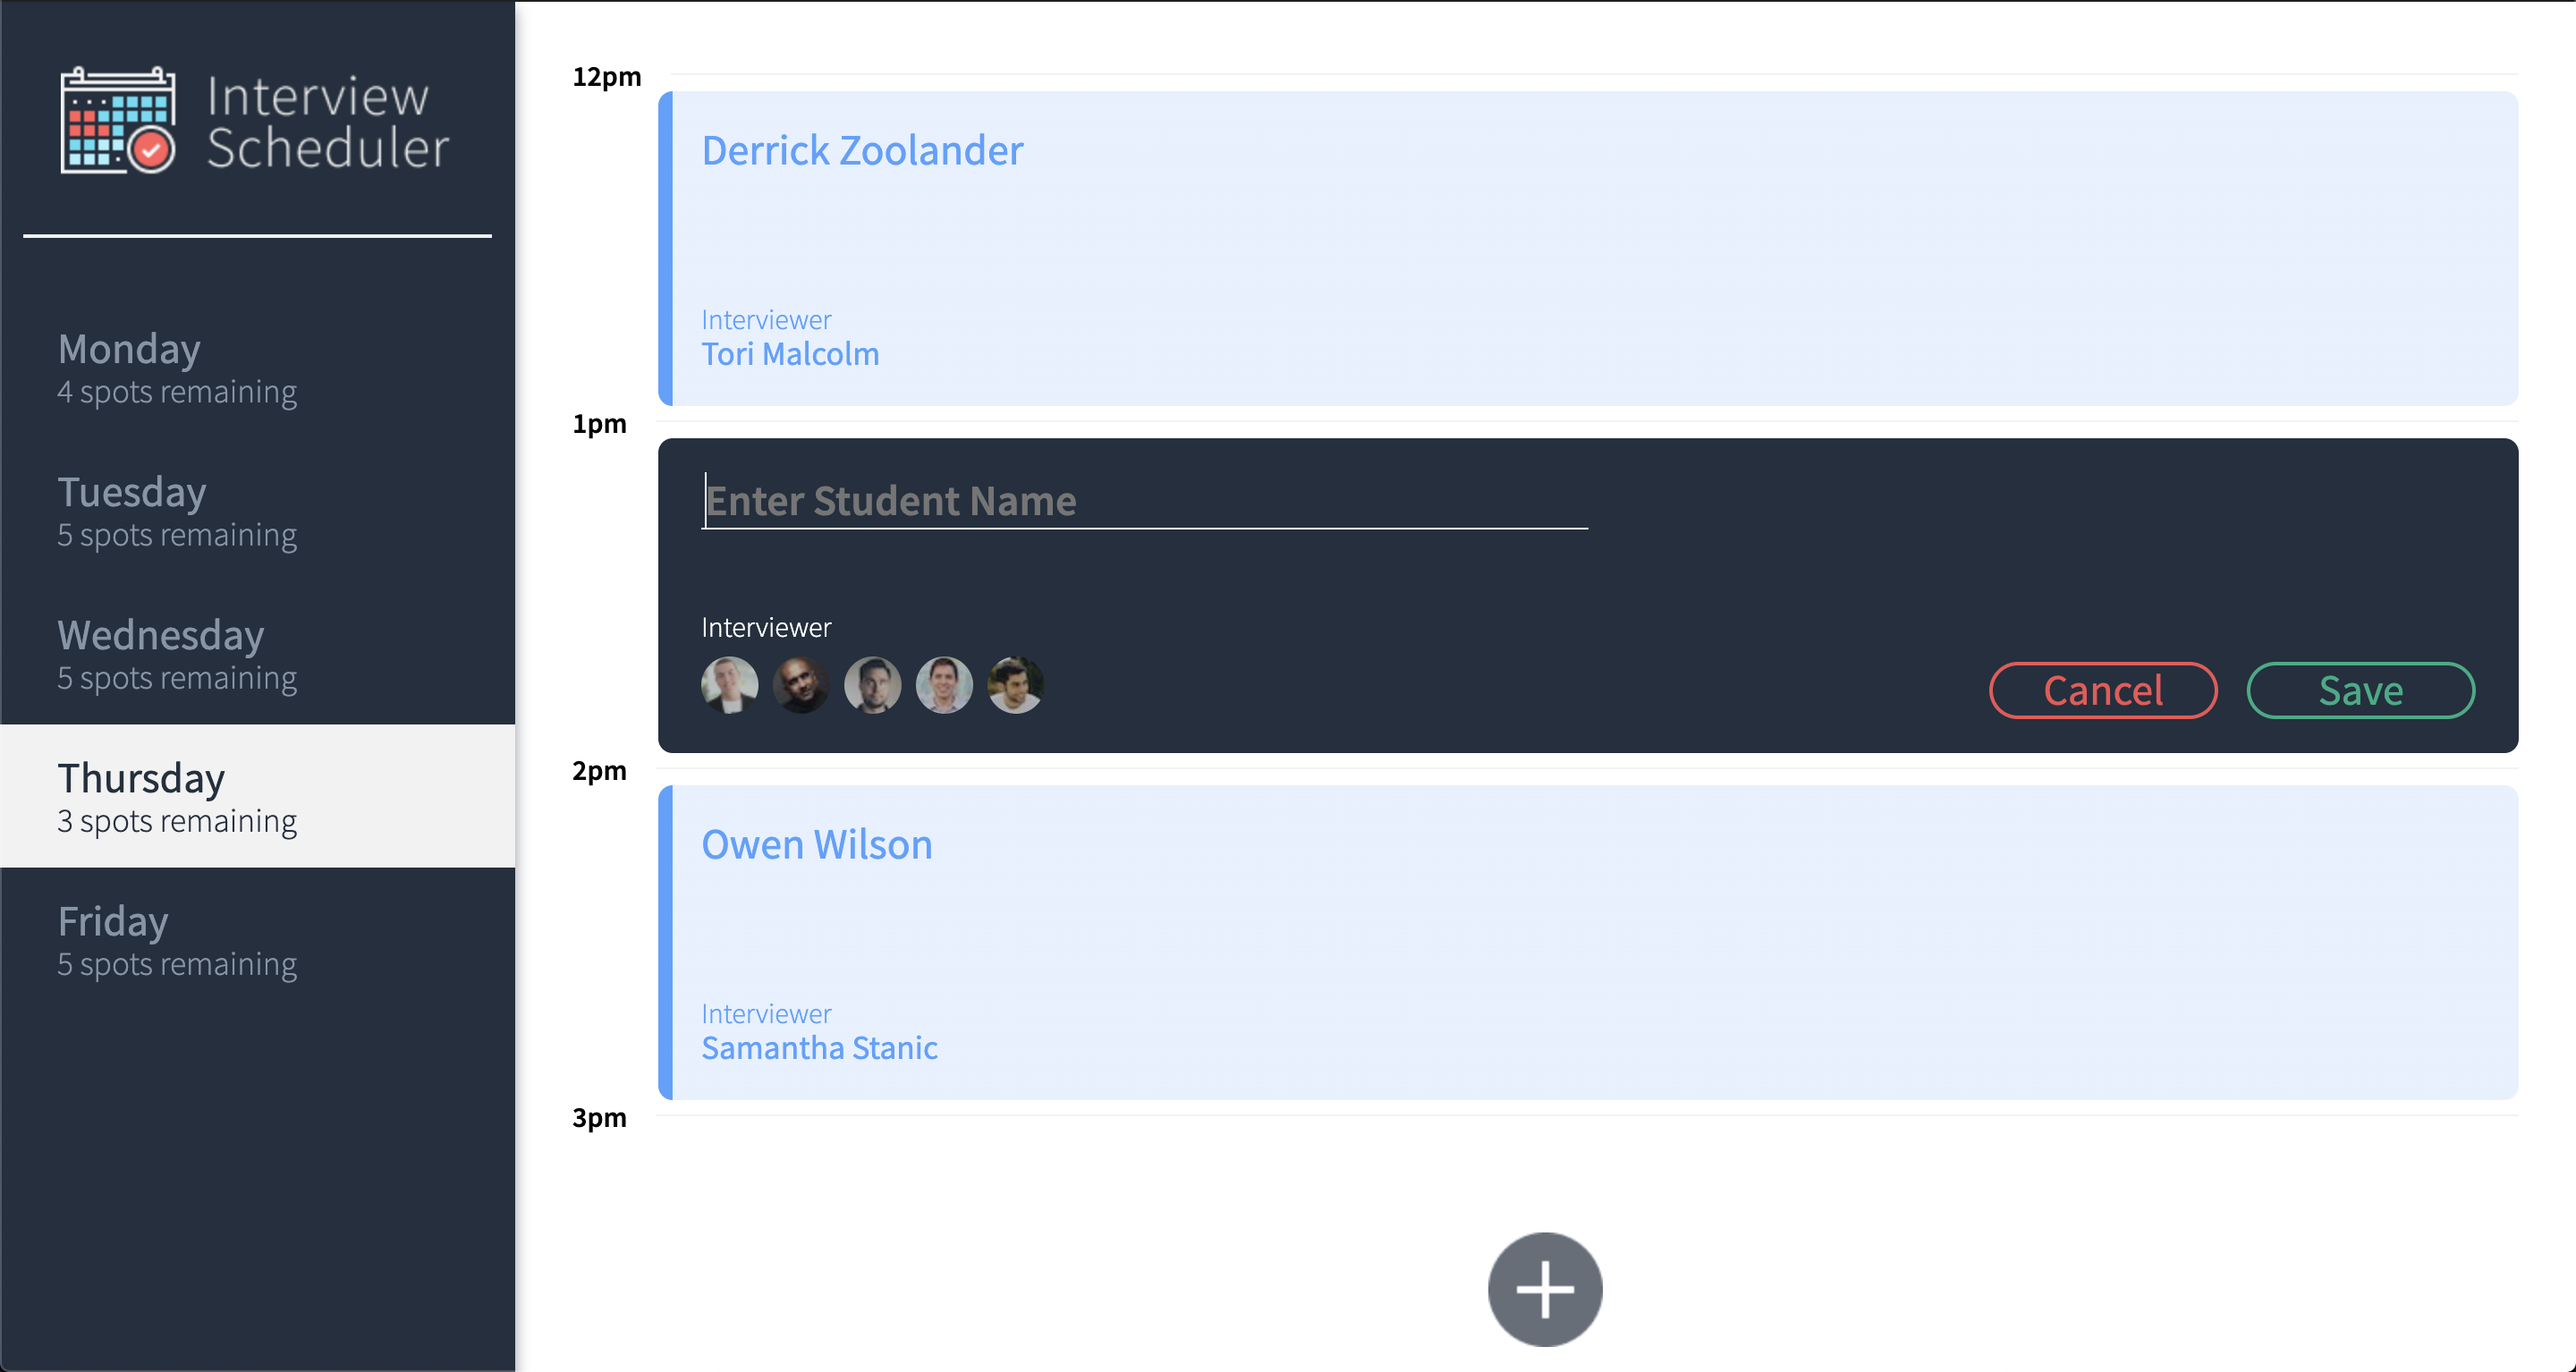 Interview
Scheduler
Monday
4 spots remaining
Tuesday
5 spots remaining
Wednesday
5 spots remaining
Thursday
3 spots remaining
Friday
5 spots remaining
12pm
Derrick Zoolander
Interviewer
Tori Malcolm
1pm
Enter Student Name
Interviewer
Cancel
Save
2pm
Owen Wilson
Interviewer
Samantha Stanic
3pm